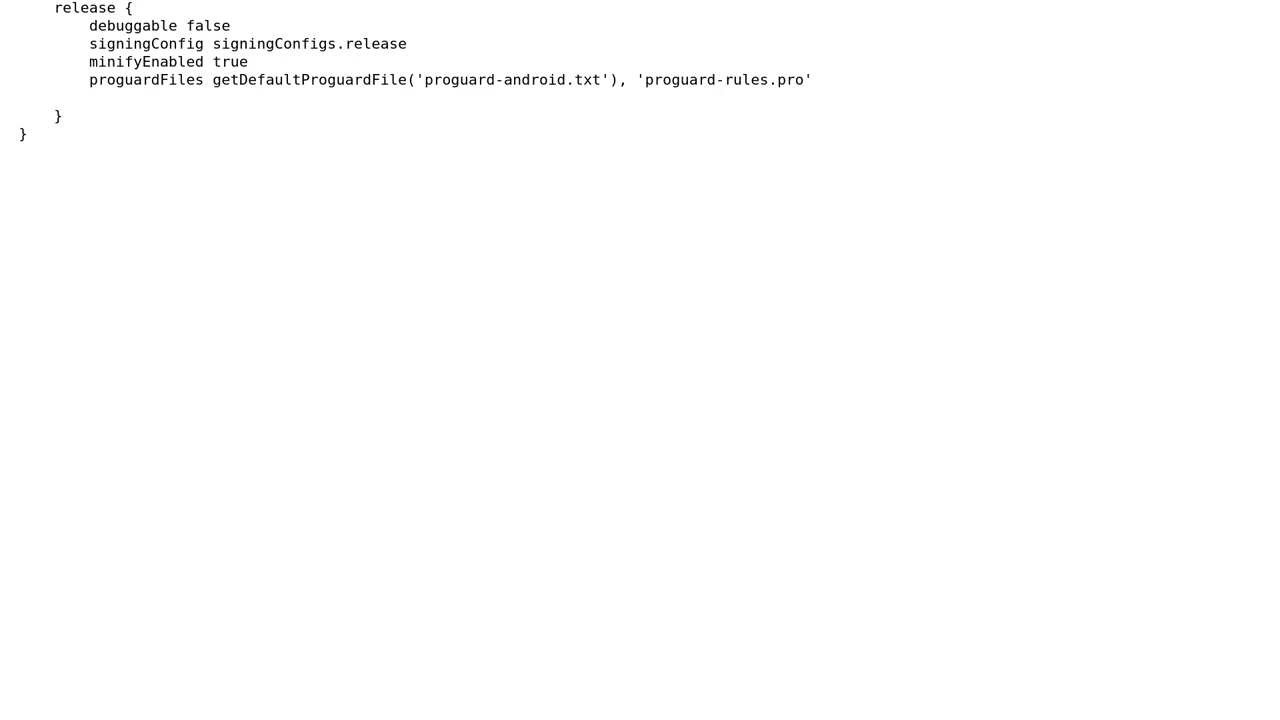 release {
        debuggable false
        signingConfig signingConfigs.release
        minifyEnabled true
        proguardFiles getDefaultProguardFile('proguard-android.txt'), 'proguard-rules.pro'

    }
}